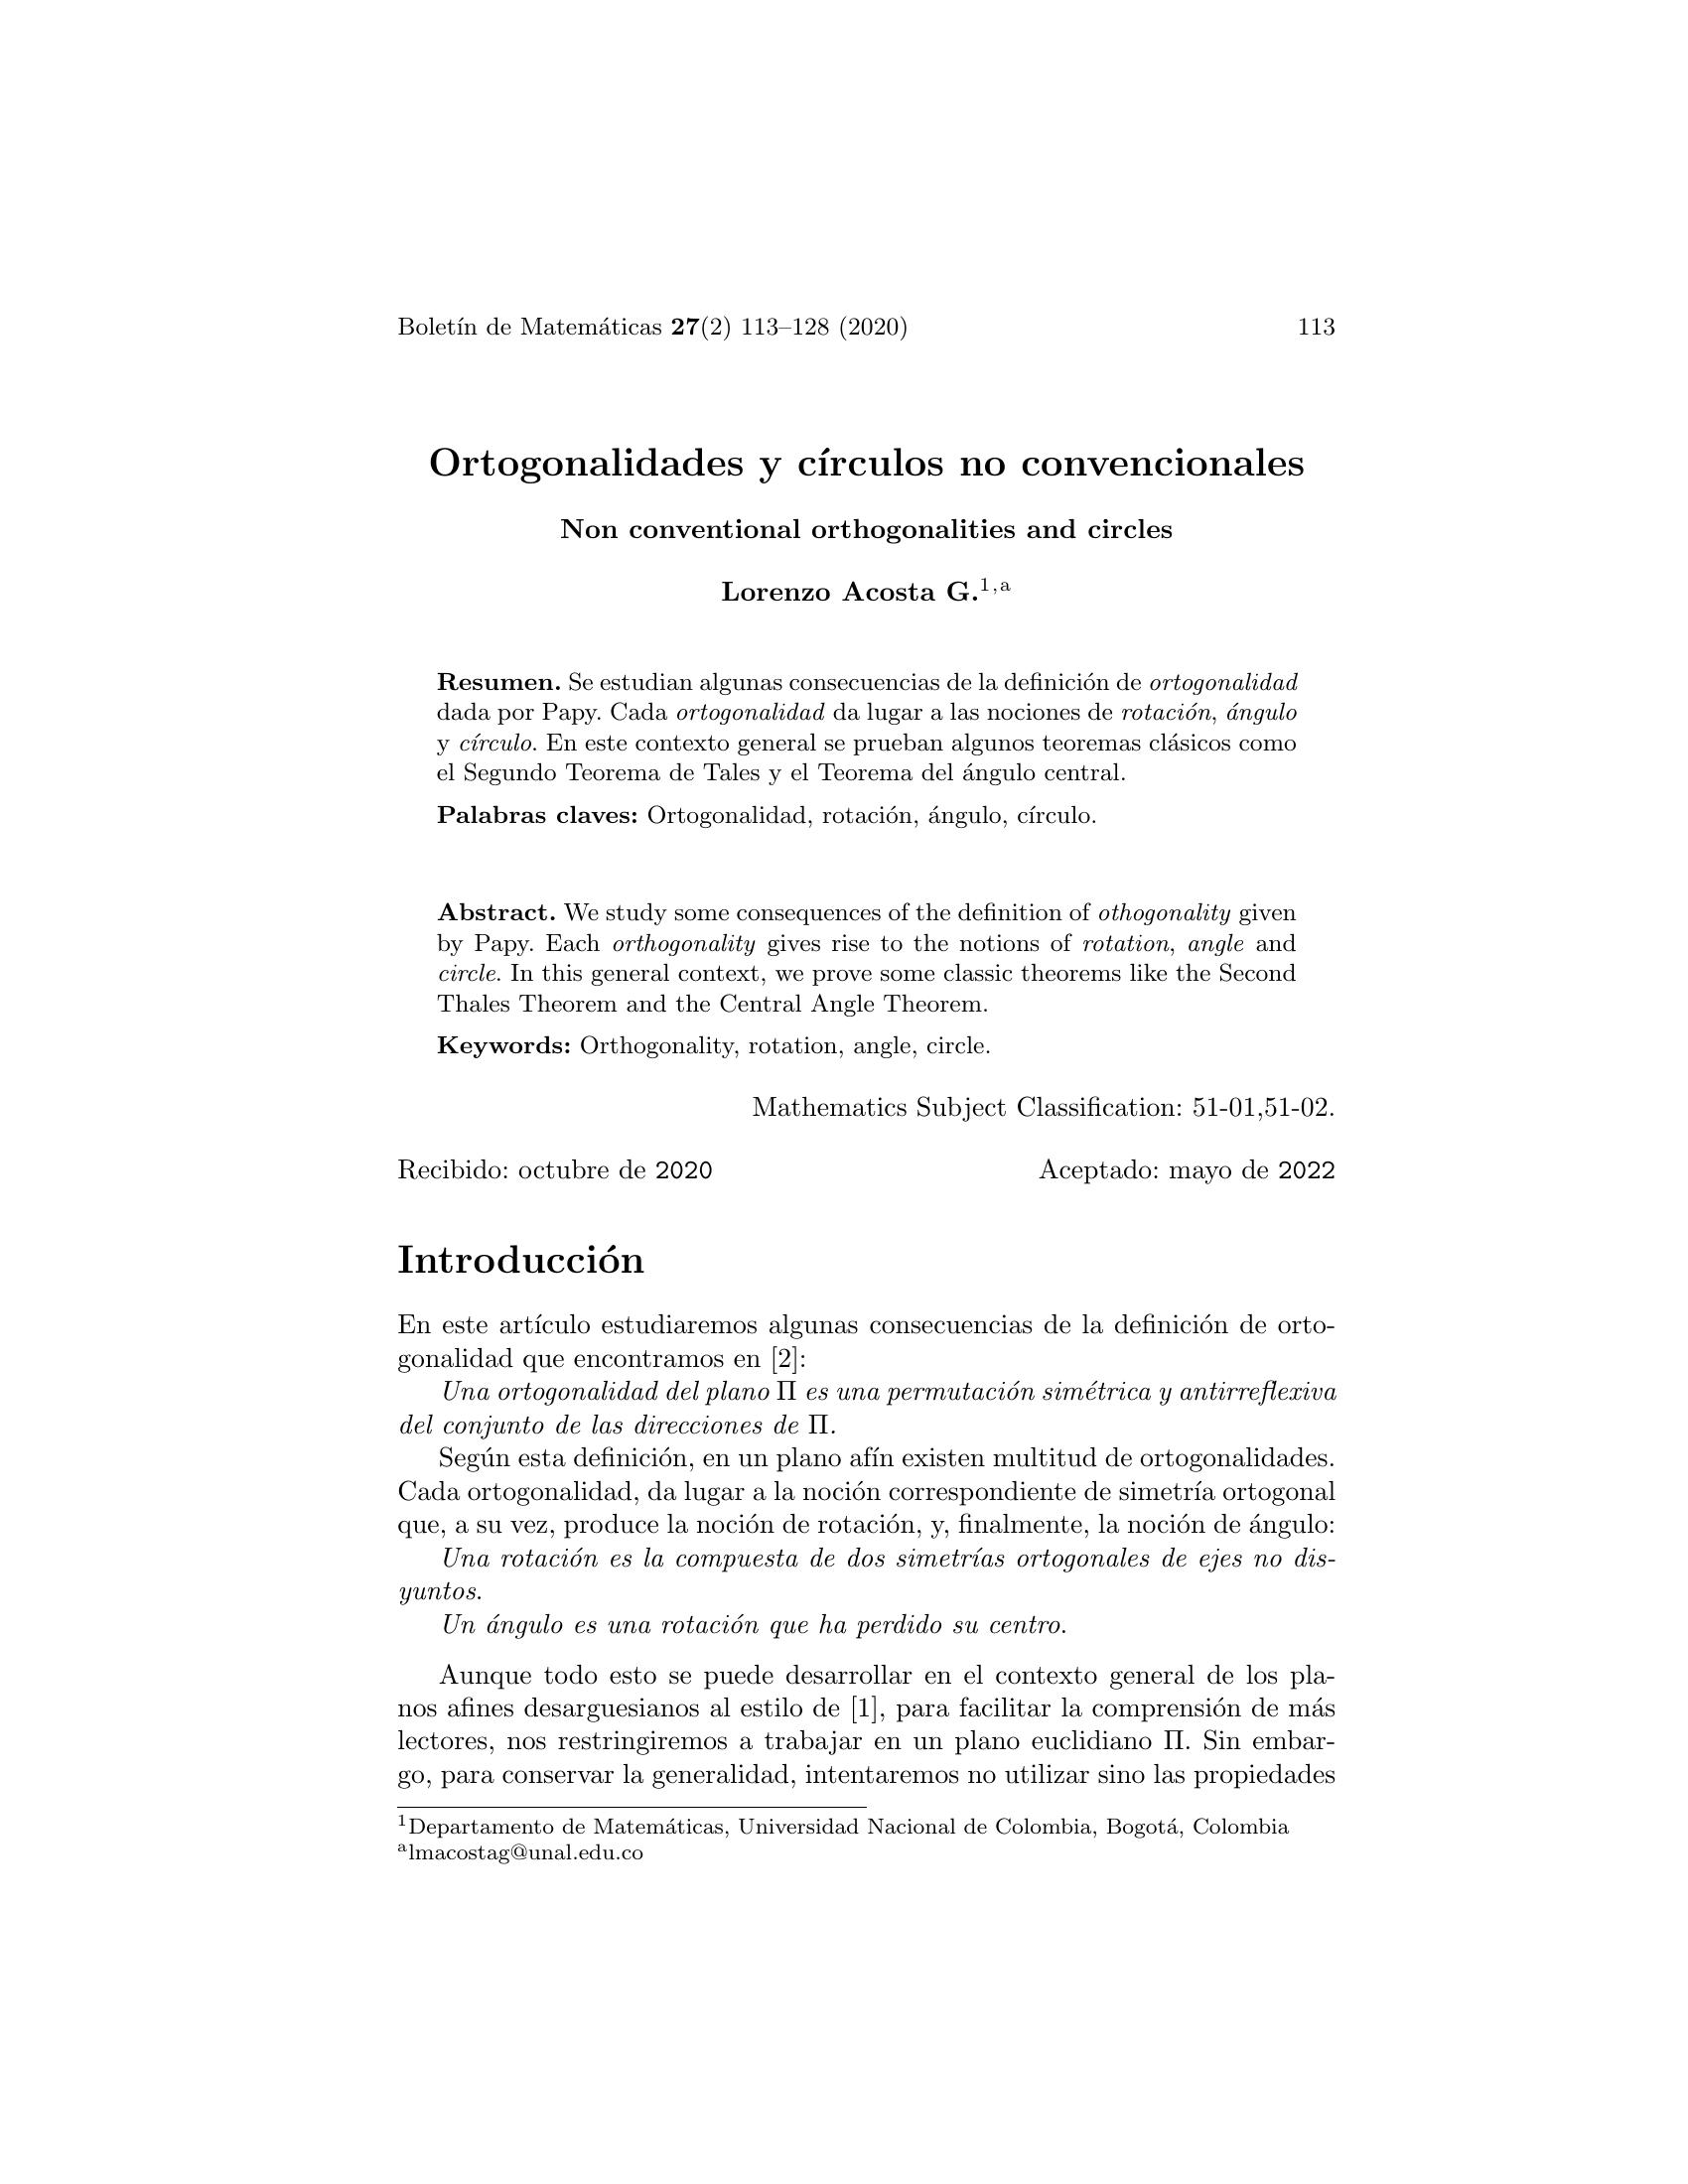 Boletín de Matemáticas 27(2) 113–128 (2020) 113
Ortogonalidades y círculos no convencionales
Non conventional orthogonalities and circles
Lorenzo Acosta G.1,a
Resumen. Se estudian algunas consecuencias de la definición de ortogonalidad
dada por Papy. Cada ortogonalidad da lugar a las nociones de rotación, ángulo
y círculo. En este contexto general se prueban algunos teoremas clásicos como
el Segundo Teorema de Tales y el Teorema del ángulo central.
Palabras claves: Ortogonalidad, rotación, ángulo, círculo.
Abstract. We study some consequences of the definition of othogonality given
by Papy. Each orthogonality gives rise to the notions of rotation, angle and
circle. In this general context, we prove some classic theorems like the Second
Thales Theorem and the Central Angle Theorem.
Keywords: Orthogonality, rotation, angle, circle.
Mathematics Subject Classification: 51-01,51-02.
Recibido: octubre de 2020 Aceptado: mayo de 2022
Introducción
En este artículo estudiaremos algunas consecuencias de la definición de orto-
gonalidad que encontramos en [2]:
Una ortogonalidad del plano Π es una permutación simétrica y antirreflexiva
del conjunto de las direcciones de Π.
Según esta definición, en un plano afín existen multitud de ortogonalidades.
Cada ortogonalidad, da lugar a la noción correspondiente de simetría ortogonal
que, a su vez, produce la noción de rotación, y, finalmente, la noción de ángulo:
Una rotación es la compuesta de dos simetrías ortogonales de ejes no dis-
yuntos.
Un ángulo es una rotación que ha perdido su centro.
Aunque todo esto se puede desarrollar en el contexto general de los pla-
nos afines desarguesianos al estilo de [1], para facilitar la comprensión de más
lectores, nos restringiremos a trabajar en un plano euclidiano Π. Sin embar-
go, para conservar la generalidad, intentaremos no utilizar sino las propiedades
1Departamento de Matemáticas, Universidad Nacional de Colombia, Bogotá, Colombia
almacostag@unal.edu.co